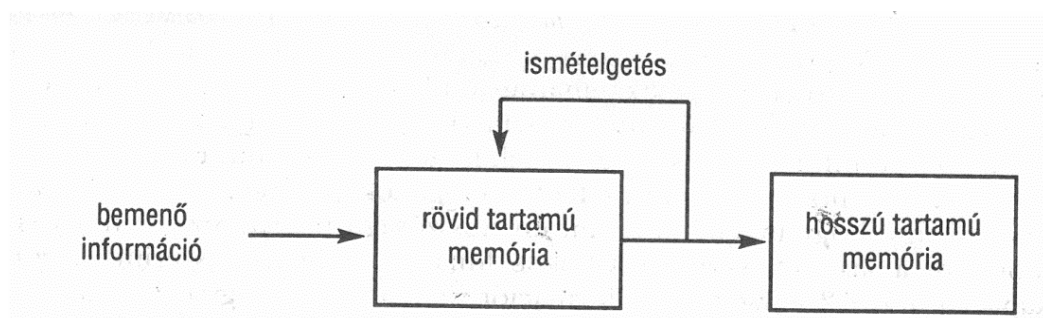 ismételgetés
bemenő
információ
rövid tartamú
memória
hosszú tartamú
memória